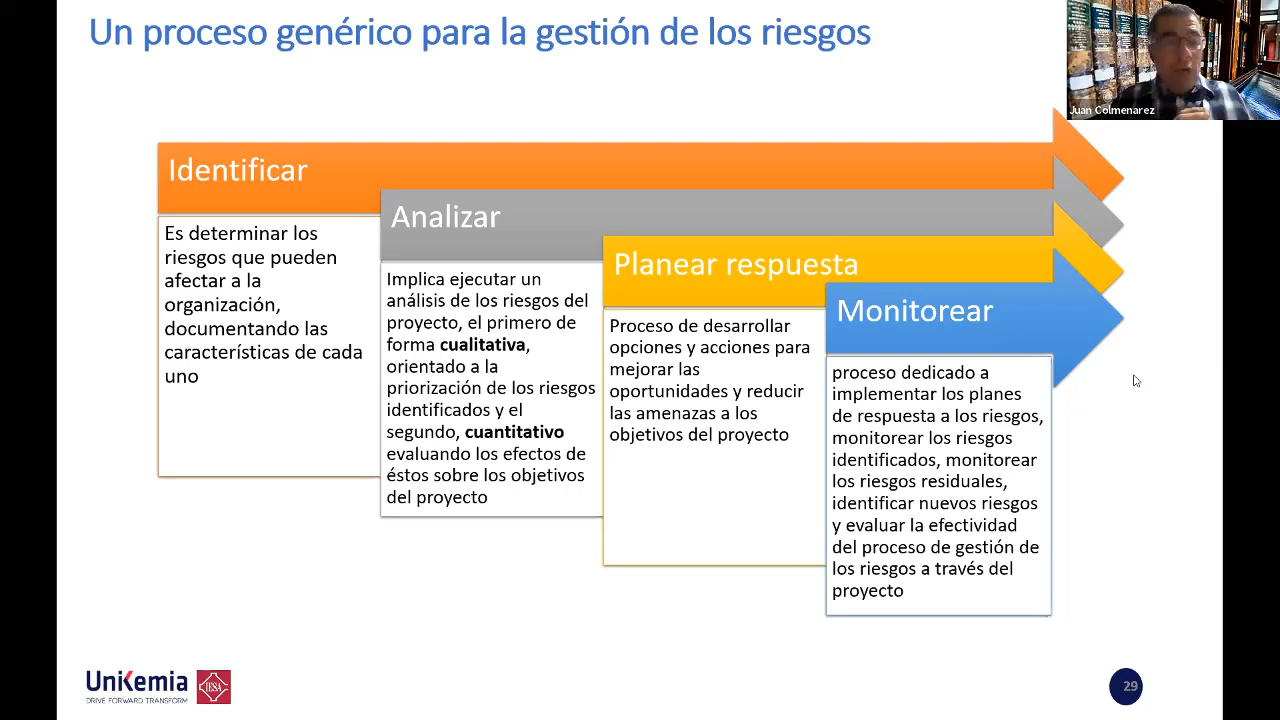 Un proceso genérico para la gestión de los riesgos
Juan Colmenarez
Identificar
Es determinar los
riesgos que pueden
afectar a la
organización,
documentando las
características de cada
uno
Analizar
Implica ejecutar un
análisis de los riesgos del
proyecto, el primero de
forma cualitativa,
orientado a la
priorización de los riesgos
identificados y el
segundo, cuantitativo
evaluando los efectos de
éstos sobre los objetivos
del proyecto
Planear respuesta
Proceso de desarrollar
opciones y acciones para
mejorar las
oportunidades y reducir
las amenazas a los
objetivos del proyecto
Monitorear
proceso dedicado a
implementar los planes
de respuesta a los riesgos,
monitorear los riesgos
identificados, monitorear
los riesgos residuales,
identificar nuevos riesgos
y evaluar la efectividad
del proceso de gestión de
los riesgos a través del
proyecto
UniKemia
DRIVE FORWARD TRANSFORM
IESA
29